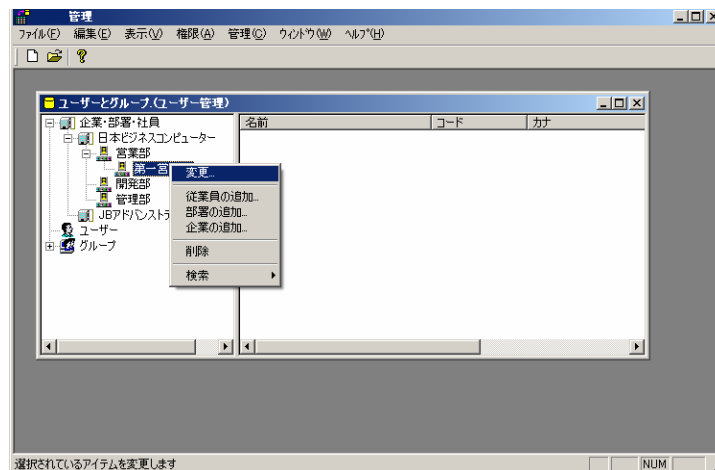 管理
ファイル(F) 編集(E) 表示(V) 権限(A) 管理(C) ウィンドウ(W) ヘルプ(H)
ユーザーとグループ.(ユーザー管理)
企業・部署・社員
日本ビジネスコンピューター
営業部
第一営
開発部
管理部
JBアドバンストテ
ユーザー
グループ
名前 コード カナ
変更...
従業員の追加...
部署の追加...
企業の追加...
削除
検索
選択されているアイテムを変更します NUM